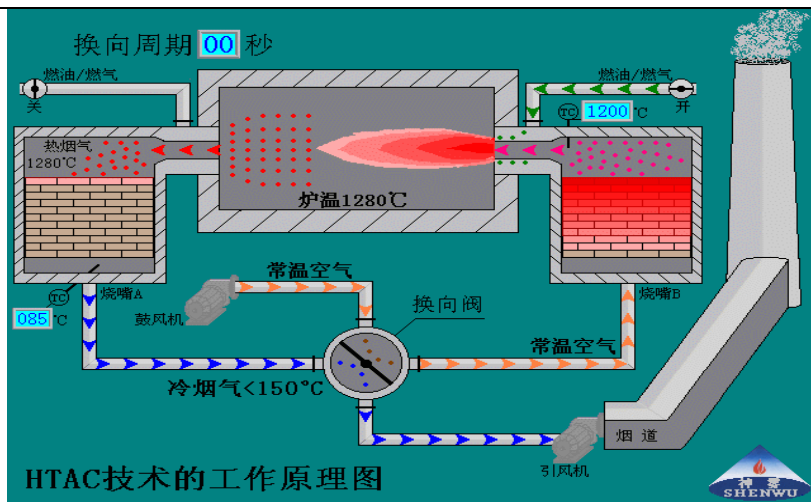 换向周期 00 秒
燃油/燃气
关
燃油/燃气
开
TC 1200 ℃
热烟气
1280℃
炉温1280℃
烧嘴A
TC
085 ℃
常温空气
鼓风机
换向阀
烧嘴B
常温空气
冷烟气<150℃
烟道
引风机
HTAC技术的工作原理图
神雾
SHENWU